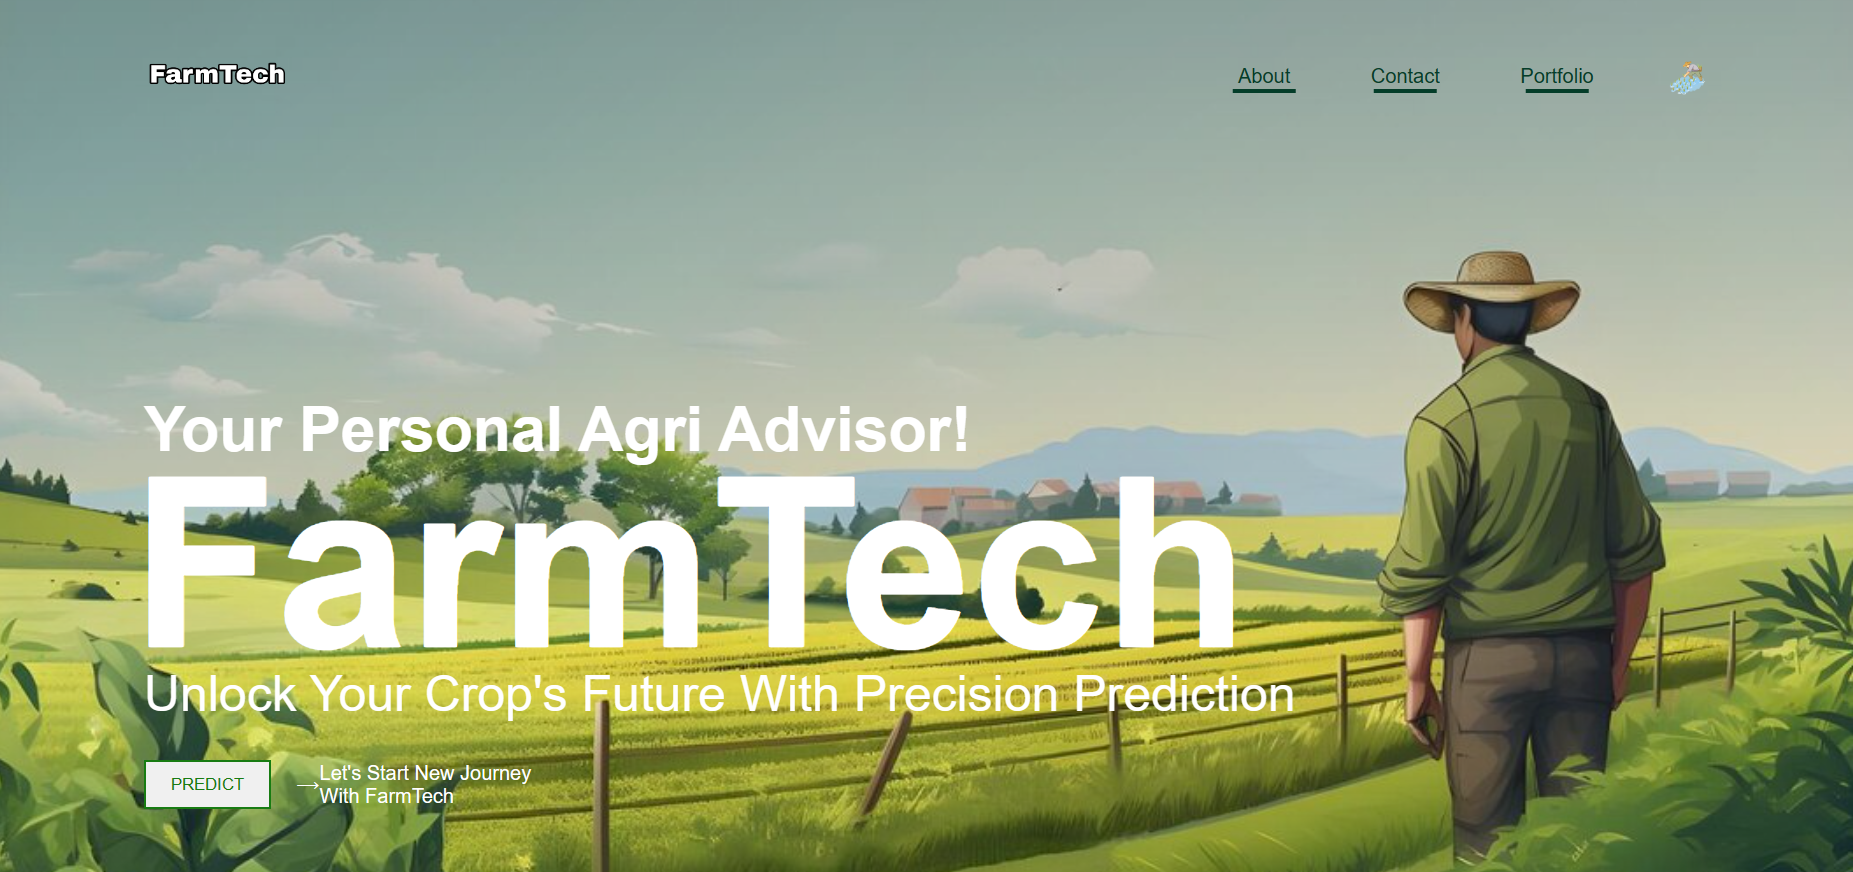 FarmTech
About
Contact
Portfolio
Your Personal Agri Advisor!
FarmTech
Unlock Your Crop's Future With Precision Prediction
PREDICT
→Let's Start New Journey
With FarmTech